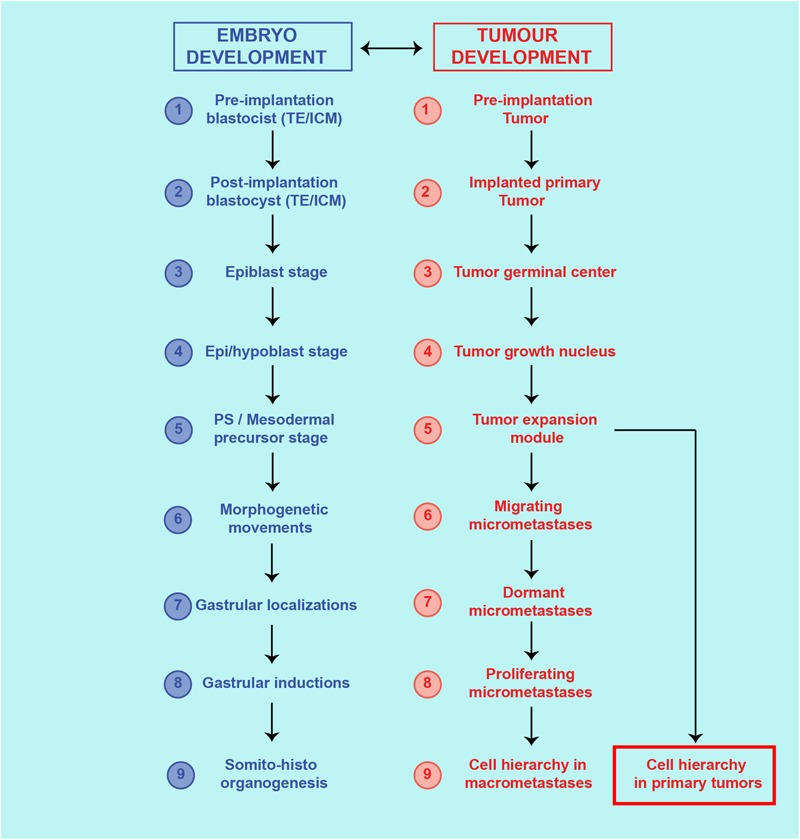 EMBRYO
DEVELOPMENT
TUMOUR
DEVELOPMENT
1
Pre-implantation
blastocist (TE/ICM)
2
Post-implantation
blastocyst (TE/ICM)
3
Epiblast stage
4
Epi/hypoblast stage
5
PS / Mesodermal
precursor stage
6
Morphogenetic
movements
7
Gastrular localizations
8
Gastrular inductions
9
Somito-histo
organogenesis
1
Pre-implantation
Tumor
2
Implanted primary
Tumor
3
Tumor germinal center
4
Tumor growth nucleus
5
Tumor expansion
module
6
Migrating
micrometastases
7
Dormant
micrometastases
8
Proliferating
micrometastases
9
Cell hierarchy in
macrometastases
Cell hierarchy
in primary tumors